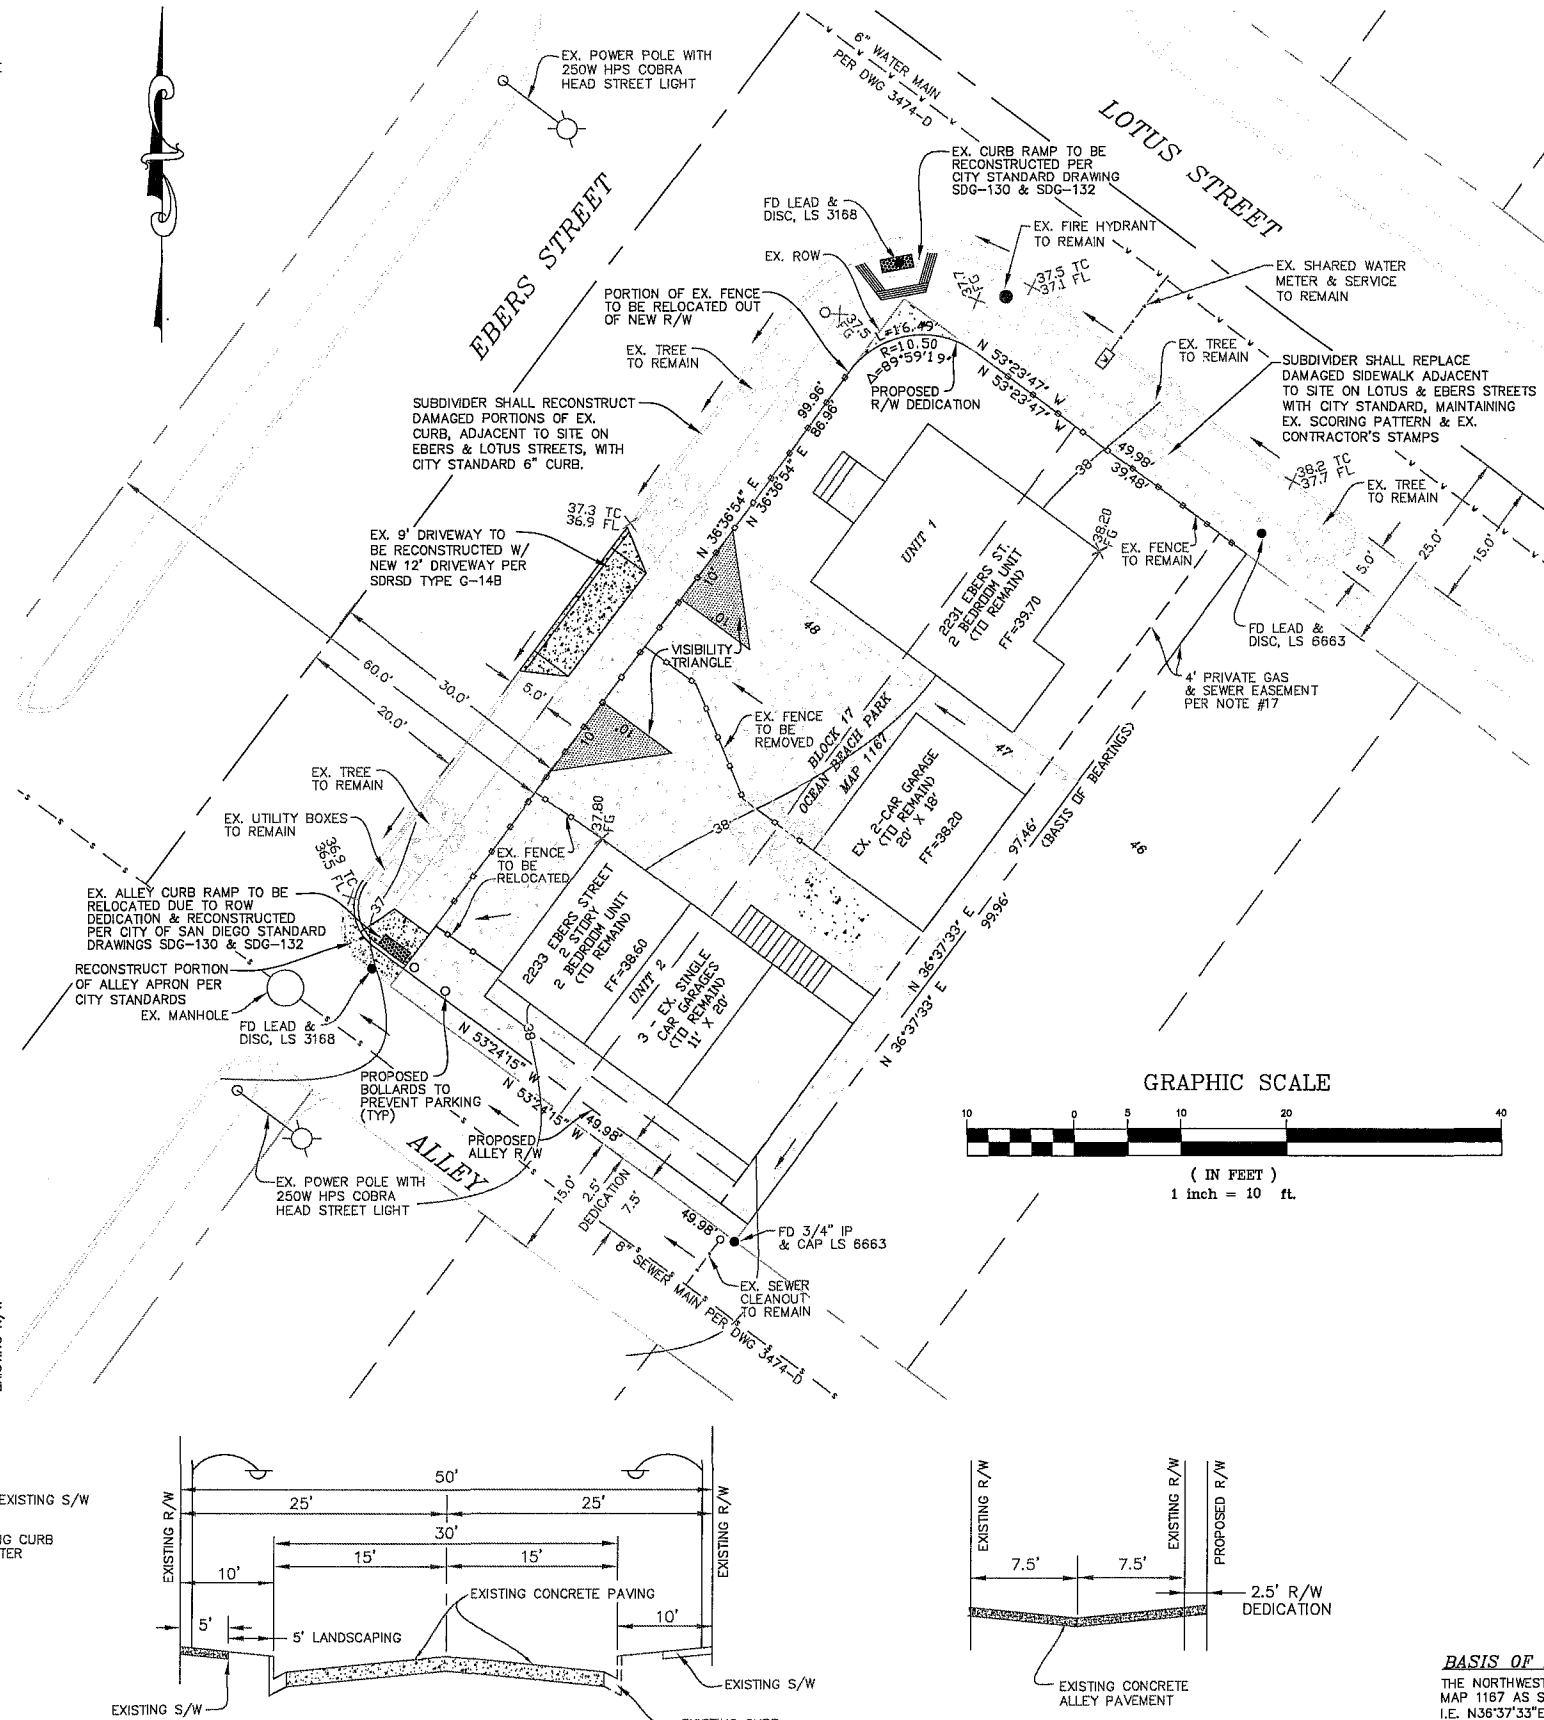 EX. POWER POLE WITH
250W HPS COBRA
HEAD STREET LIGHT
6" WATER MAIN
PER DWG 3474-D
LOTUS STREET
EBERS STREET
EX. CURB RAMP TO BE
RECONSTRUCTED PER
CITY STANDARD DRAWING
SDG-130 & SDG-132
FD LEAD &
DISC, LS 3168
EX. FIRE HYDRANT
TO REMAIN
EX. ROW
37.5 TC
37.1 FL
37.5
FG
EX. SHARED WATER
METER & SERVICE
TO REMAIN
PORTION OF EX. FENCE
TO BE RELOCATED OUT
OF NEW R/W
L=16.49'
R=10.50
Δ=89°59'19"
PROPOSED
R/W DEDICATION
EX. TREE
TO REMAIN
N 53°23'47" W
N 53°23'47" W
EX. TREE
TO REMAIN
SUBDIVIDER SHALL REPLACE
DAMAGED SIDEWALK ADJACENT
TO SITE ON LOTUS & EBERS STREETS
WITH CITY STANDARD, MAINTAINING
EX. SCORING PATTERN & EX.
CONTRACTOR'S STAMPS
SUBDIVIDER SHALL RECONSTRUCT
DAMAGED PORTIONS OF EX.
CURB, ADJACENT TO SITE ON
EBERS & LOTUS STREETS, WITH
CITY STANDARD 6" CURB.
99.96'
86.96'
N 36°36'54" E
N 36°36'54" E
49.98'
39.48'
38
38.2 TC
37.7 FL
EX. TREE
TO REMAIN
37.3 TC
36.9 FL
EX. 9' DRIVEWAY TO
BE RECONSTRUCTED W/
NEW 12' DRIVEWAY PER
SDRSD TYPE G-14B
UNIT 1
2231 EBERS ST.
2 BEDROOM UNIT
(TO REMAIN)
FF=39.70
38.20
FG
EX. FENCE
TO REMAIN
5.0'
25.0'
15.0'
FD LEAD &
DISC, LS 6663
10'
10'
48
VISIBILITY
TRIANGLE
4' PRIVATE GAS
& SEWER EASEMENT
PER NOTE #17
60.0'
30.0'
20.0'
5.0'
10'
10'
EX. FENCE
TO BE
REMOVED
BLOCK 17
OCEAN BEACH PARK
MAP 1167
47
EX. 2-CAR GARAGE
(TO REMAIN)
20' X 18'
FF=38.20
97.46'
(BASIS OF BEARINGS)
46
EX. TREE
TO REMAIN
EX. UTILITY BOXES
TO REMAIN
36.9 TC
36.5 FL
37
37.80
FG
38
EX. FENCE
TO BE
RELOCATED
EX. ALLEY CURB RAMP TO BE
RELOCATED DUE TO ROW
DEDICATION & RECONSTRUCTED
PER CITY OF SAN DIEGO STANDARD
DRAWINGS SDG-130 & SDG-132
RECONSTRUCT PORTION
OF ALLEY APRON PER
CITY STANDARDS
EX. MANHOLE
FD LEAD &
DISC, LS 3168
2233 EBERS STREET
2 STORY
2 BEDROOM UNIT
(TO REMAIN)
FF=38.60
UNIT 2
3 - EX. SINGLE
CAR GARAGES
(TO REMAIN)
11' X 20'
N 36°37'33" E
99.96'
N 36°37'33" E
38
N 53°24'15" W
N 53°24'15" W
49.98'
PROPOSED
BOLLARDS TO
PREVENT PARKING
(TYP)
PROPOSED
ALLEY R/W
ALLEY
EX. POWER POLE WITH
250W HPS COBRA
HEAD STREET LIGHT
15.0'
2.5'
DEDICATION
7.5'
49.98'
FD 3/4" IP
& CAP LS 6663
8" SEWER MAIN PER DWG 3474-D
EX. SEWER
CLEANOUT
TO REMAIN
GRAPHIC SCALE
10 0 5 10 20 40
( IN FEET )
1 inch = 10 ft.
EXISTING S/W
50'
25' 25'
30'
15' 15'
10'
5'
5' LANDSCAPING
EXISTING CONCRETE PAVING
10'
EXISTING R/W
EXISTING R/W
EXISTING S/W
EXISTING S/W
EXISTING R/W
EXISTING R/W
PROPOSED R/W
7.5' 7.5'
2.5' R/W
DEDICATION
EXISTING CONCRETE
ALLEY PAVEMENT
BASIS OF
THE NORTHWEST
MAP 1167 AS S
I.E. N36°37'33"E